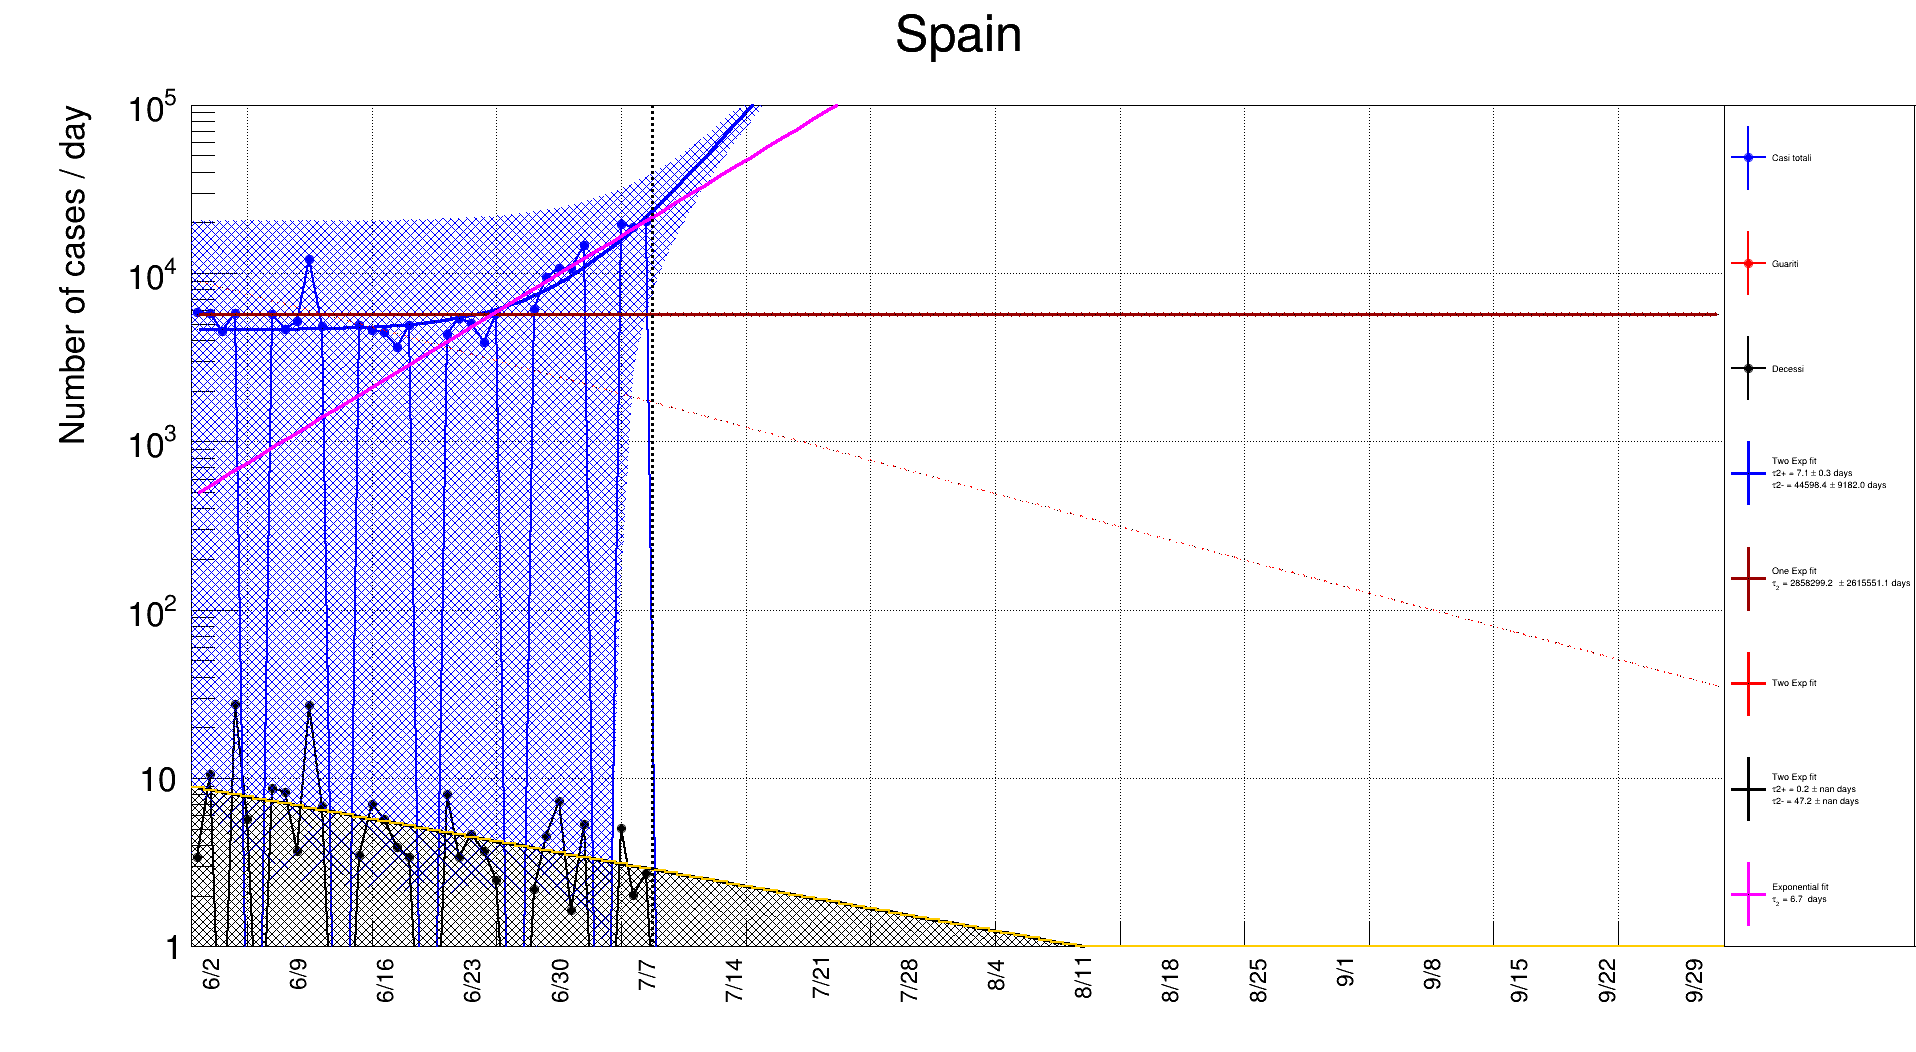 Spain
Number of cases / day
10^5
10^4
10^3
10^2
10
1
6/2
6/9
6/16
6/23
6/30
7/7
7/14
7/21
7/28
8/4
8/11
8/18
8/25
9/1
9/8
9/15
9/22
9/29
Casi totali
Guariti
Decessi
Two Exp fit
τ2+ = 7.1 ± 0.3 days
τ2- = 44598.4 ± 9182.0 days
One Exp fit
τ₂ = 2858299.2 ± 2615551.1 days
Two Exp fit
Two Exp fit
τ2+ = 0.2 ± nan days
τ2- = 47.2 ± nan days
Exponential fit
τ₂ = 6.7 days